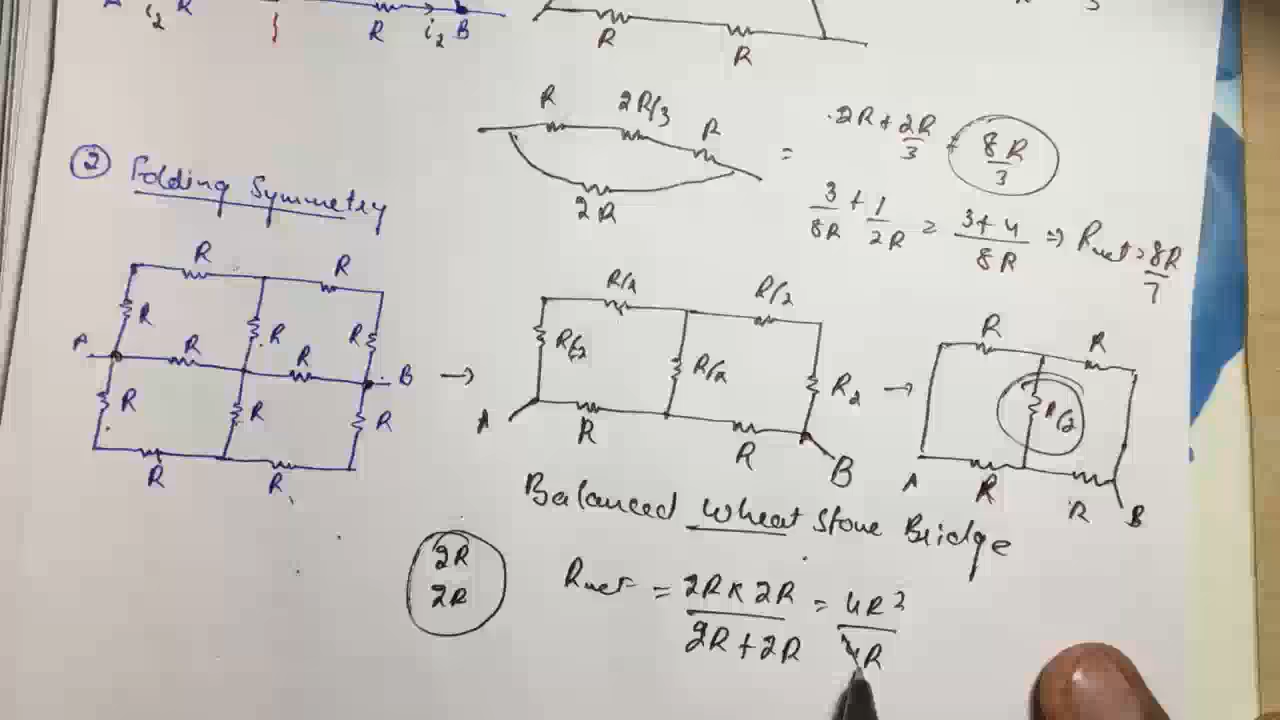 i₂ R
R i₂ B
R R
R 2R/3 R
2R
=
2R + 2R/3 = 8R/3
3/8R + 1/2R = 3+4/8R ⇒ Rnet = 8R/7
② Folding Symmetry
R R
R R R
A R R B
R R R
R R
→
R/2 R/2
R/2 R/2 R2
A R R B
→
R R
R/2
A R R B
Balanced Wheat Stone Bridge
2R
2R
Rnet = 2R x 2R / 2R + 2R = 4R² / 4R